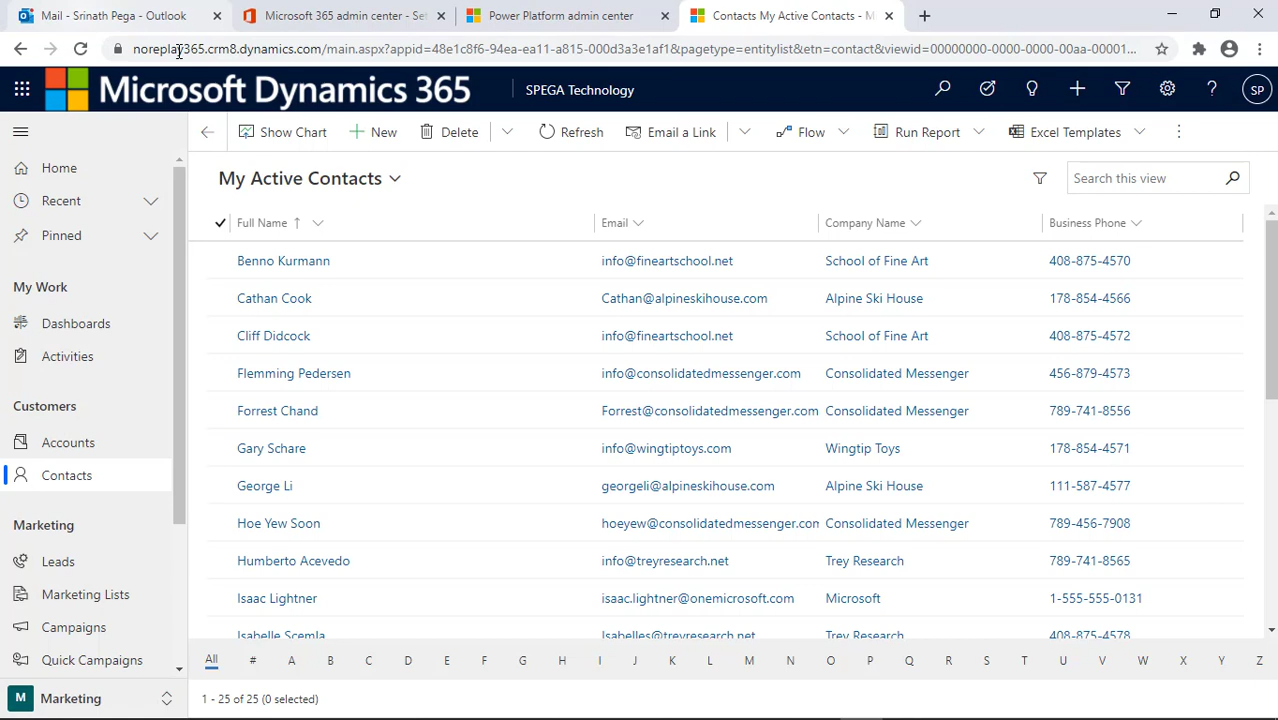 Mail - Srinath Pega - Outlook
Microsoft 365 admin center - Se
Power Platform admin center
Contacts My Active Contacts - M
noreplay365.crm8.dynamics.com/main.aspx?appid=48e1c8f6-94ea-ea11-a815-000d3a3e1af1&pagetype=entitylist&etn=contact&viewid=00000000-0000-0000-00aa-00001...
Microsoft Dynamics 365
SPEGA Technology
SP
Show Chart
New
Delete
Refresh
Email a Link
Flow
Run Report
Excel Templates
Home
Recent
Pinned
My Work
Dashboards
Activities
Customers
Accounts
Contacts
Marketing
Leads
Marketing Lists
Campaigns
Quick Campaigns
M Marketing
My Active Contacts
Search this view
Full Name Email Company Name Business Phone
Benno Kurmann info@fineartschool.net School of Fine Art 408-875-4570
Cathan Cook Cathan@alpineskihouse.com Alpine Ski House 178-854-4566
Cliff Didcock info@fineartschool.net School of Fine Art 408-875-4572
Flemming Pedersen info@consolidatedmessenger.com Consolidated Messenger 456-879-4573
Forrest Chand Forrest@consolidatedmessenger.com Consolidated Messenger 789-741-8556
Gary Schare info@wingtiptoys.com Wingtip Toys 178-854-4571
George Li georgeli@alpineskihouse.com Alpine Ski House 111-587-4577
Hoe Yew Soon hoeyew@consolidatedmessenger.com Consolidated Messenger 789-456-7908
Humberto Acevedo info@treyresearch.net Trey Research 789-741-8565
Isaac Lightner isaac.lightner@onemicrosoft.com Microsoft 1-555-555-0131
Isabelle Scemla Isabelles@treyresearch.net Trey Research 408-875-4578
All # A B C D E F G H I J K L M N O P Q R S T U V W X Y Z
1 - 25 of 25 (0 selected)